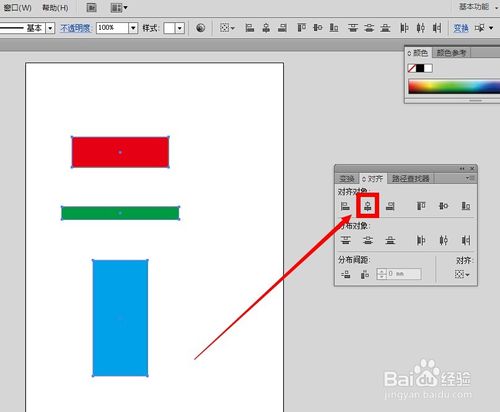 窗口(W) 帮助(H) Br 基本功能
基本 不透明度: 100% 样式: 变换
颜色 颜色参考
变换 对齐 路径查找器
对齐对象:
分布对象:
分布间距: 对齐:
0 mm
Baidu 经验
jingyan.baidu.com